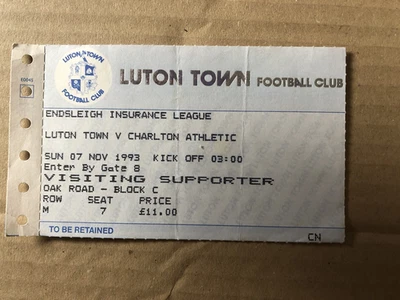 LUTON TOWN
FOOTBALL CLUB
LUTON TOWN FOOTBALL CLUB
ENDSLEIGH INSURANCE LEAGUE
LUTON TOWN V CHARLTON ATHLETIC
SUN 07 NOV 1993 KICK OFF 03:00
Enter By Gate 8
VISITING SUPPORTER
OAK ROAD - BLOCK C
ROW SEAT PRICE
M 7 £11.00
TO BE RETAINED CN